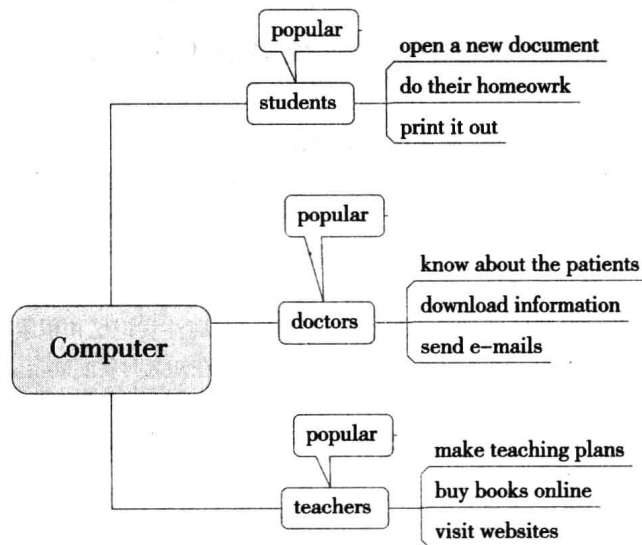 popular
students
open a new document
do their homeowrk
print it out
popular
doctors
know about the patients
download information
send e-mails
Computer
popular
teachers
make teaching plans
buy books online
visit websites